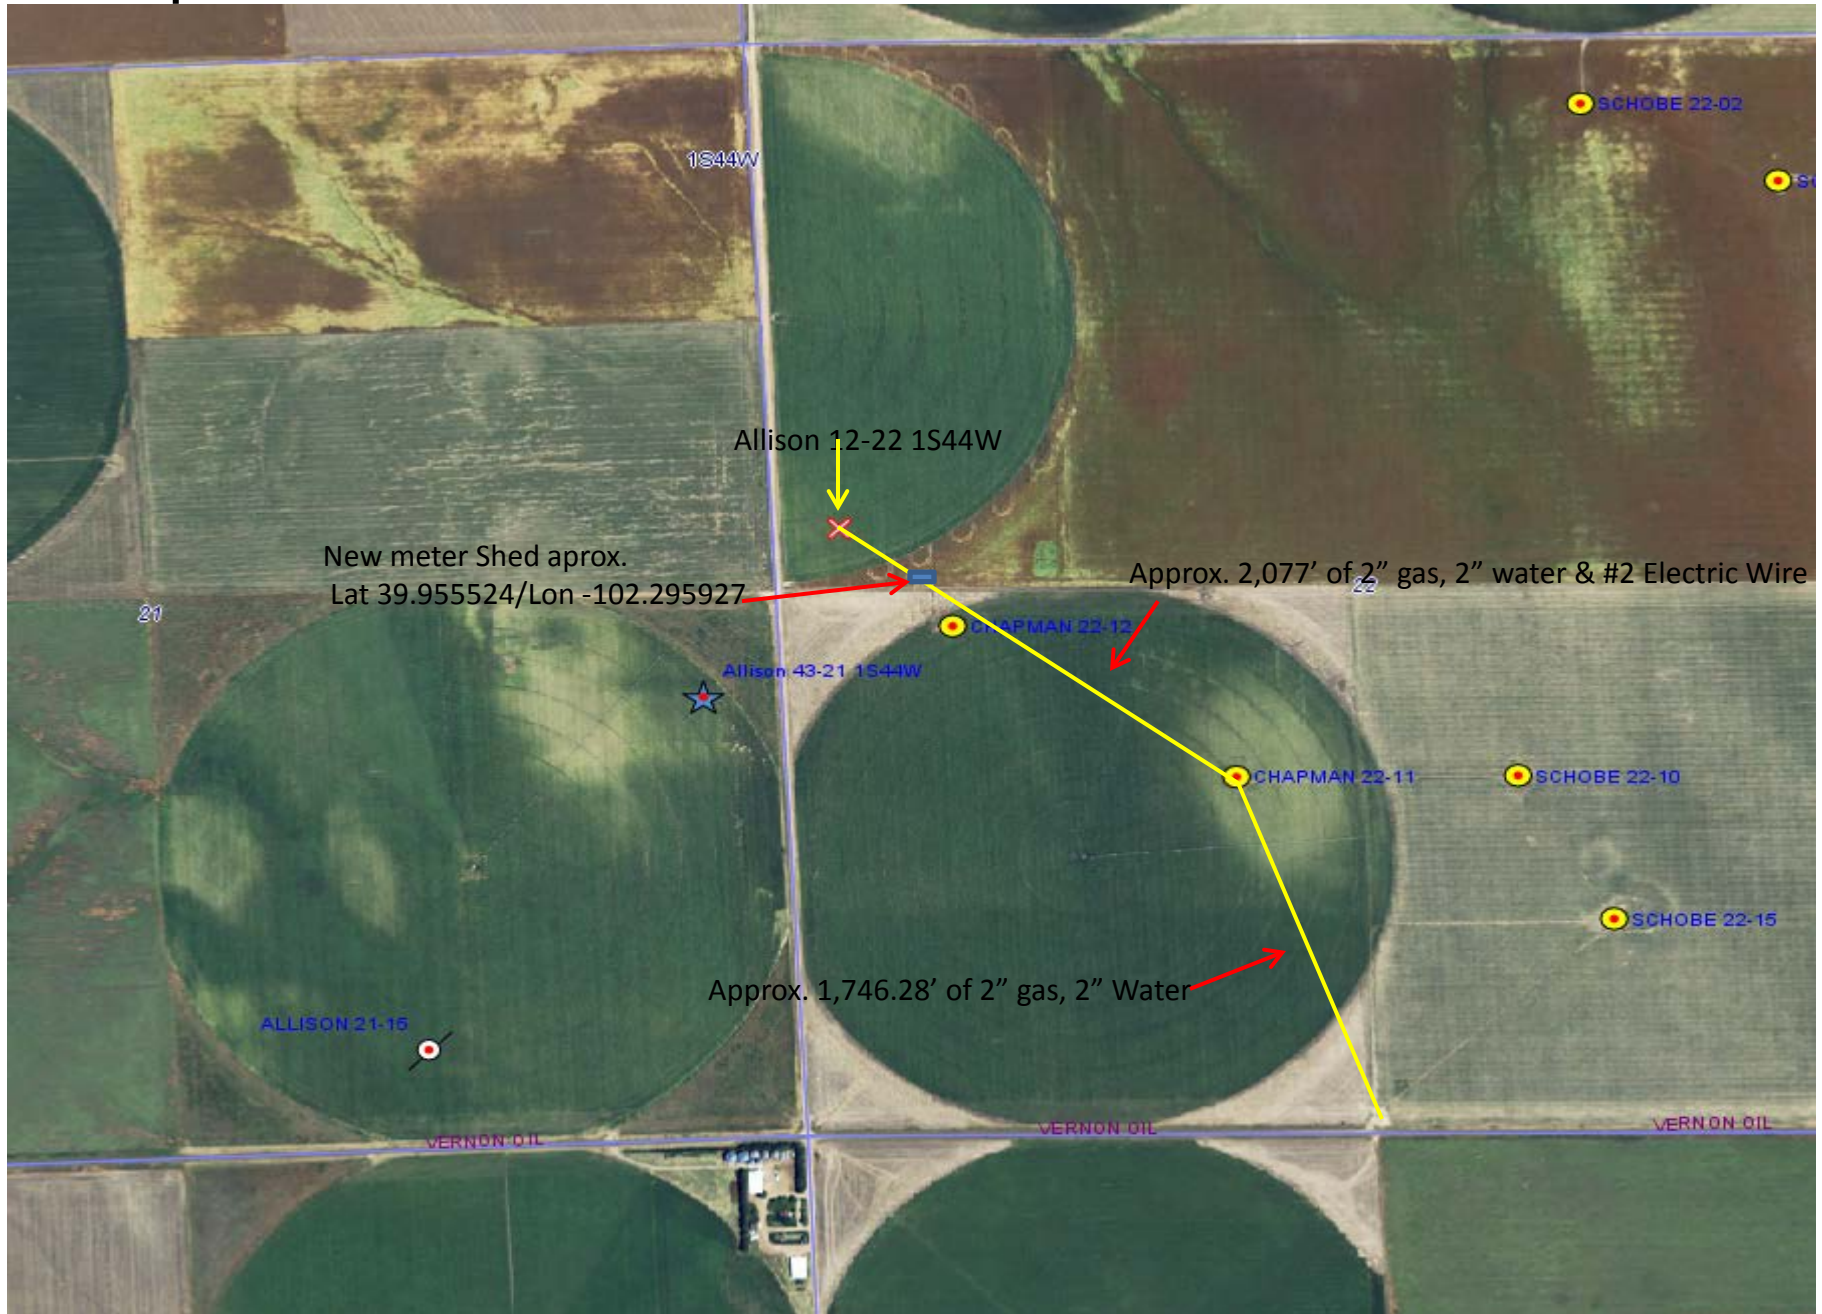 SCHOBE 22-02
1S44W
Allison 12-22 1S44W
New meter Shed aprox.
Lat 39.955524/Lon -102.295927
Approx. 2,077’ of 2” gas, 2” water & #2 Electric Wire
22
21
CHAPMAN 22-12
Allison 43-21 1S44W
CHAPMAN 22-11
SCHOBE 22-10
SCHOBE 22-15
Approx. 1,746.28’ of 2” gas, 2” Water
ALLISON 21-15
VERNON OIL
VERNON OIL
VERNON OIL